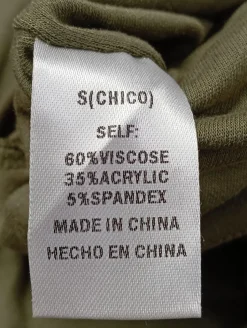 S(CHICO)
SELF:
60%VISCOSE
35%ACRYLIC
5%SPANDEX
MADE IN CHINA
HECHO EN CHINA